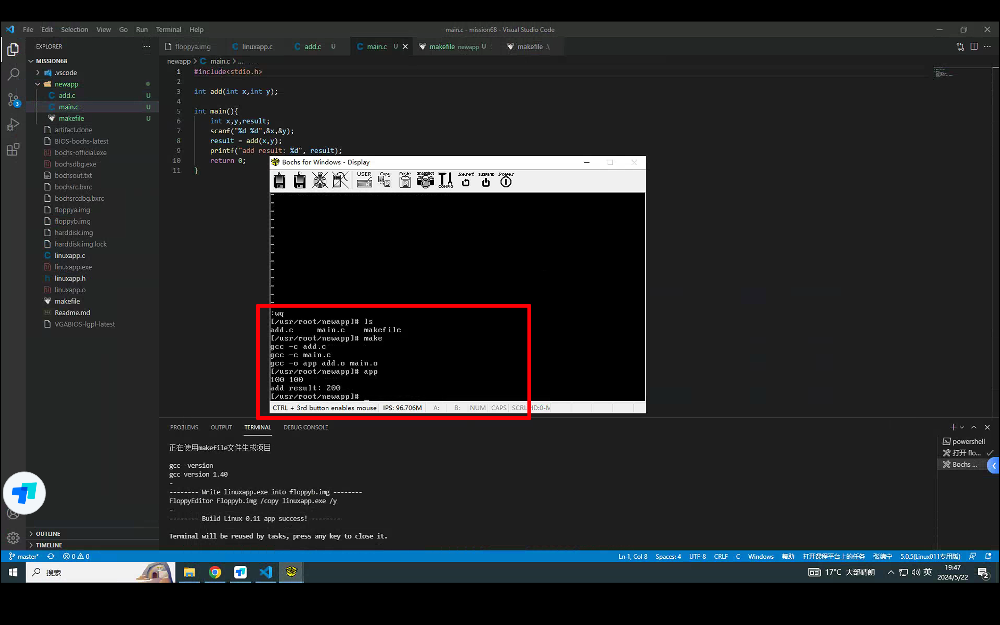 File Edit Selection View Go Run Terminal Help
main.c - mission68 - Visual Studio Code
EXPLORER
MISSION68
.vscode
newapp
add.c U
main.c U
makefile U
artifact.done
BIOS-bochs-latest
bochs-official.exe
bochsdbg.exe
bochsout.txt
bochsrc.bxrc
bochsrcdbg.bxrc
floppya.img
floppyb.img
harddisk.img
harddisk.img.lock
linuxapp.c
linuxapp.exe
linuxapp.h
linuxapp.o
makefile
Readme.md
VGABIOS-lgpl-latest
OUTLINE
TIMELINE
3
floppya.img
linuxapp.c
add.c U
main.c U
makefile newapp U
makefile .\
newapp > C main.c > ...
1 #include<stdio.h>
2
3 int add(int x,int y);
4
5 int main(){
6 int x,y,result;
7 scanf("%d %d",&x,&y);
8 result = add(x,y);
9 printf("add result: %d", result);
10 return 0;
11 }
Bochs for Windows - Display
A: B: CD USER Copy Paste snapshot CONFIG Reset SUSPEND Power
~
~
~
~
~
~
~
~
~
~
~
~
~
~
:wq
[/usr/root/newapp]# ls
add.c main.c makefile
[/usr/root/newapp]# make
gcc -c add.c
gcc -c main.c
gcc -o app add.o main.o
[/usr/root/newapp]# app
100 100
add result: 200
[/usr/root/newapp]# _
CTRL + 3rd button enables mouse IPS: 96.706M A: B: NUM CAPS SCRL HD:0-M
PROBLEMS OUTPUT TERMINAL DEBUG CONSOLE
正在使用makefile文件生成项目
gcc -version
gcc version 1.40
-
-------- Write linuxapp.exe into floppyb.img --------
FloppyEditor Floppyb.img /copy linuxapp.exe /y
-
-------- Build Linux 0.11 app success! --------
Terminal will be reused by tasks, press any key to close it.
powershell
打开 flo...
Bochs ...
master* 0 0
Ln 1, Col 8 Spaces: 4 UTF-8 CRLF C Windows 帮助 打开课程平台上的任务 张德宁 5.0.5(Linux011专用版)
搜索
17°C 大部晴朗
英
19:47
2024/5/22
2